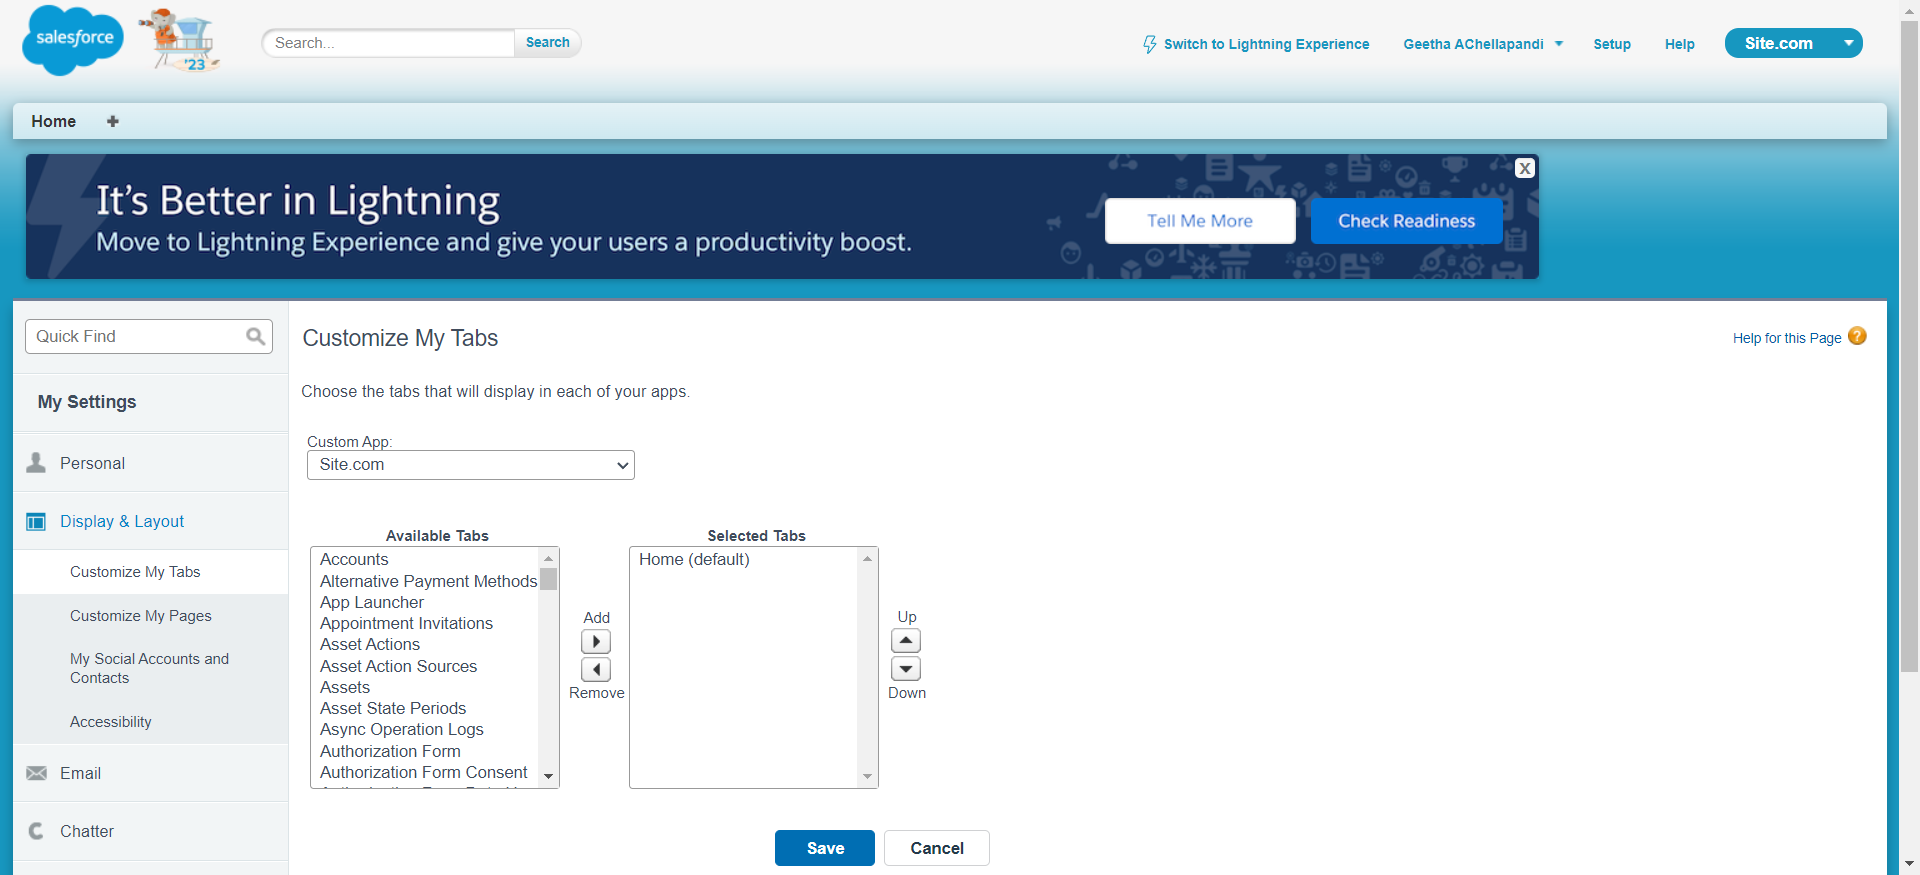 salesforce
'23
Search...
Search
Switch to Lightning Experience
Geetha AChellapandi
Setup
Help
Site.com
Home
It's Better in Lightning
Move to Lightning Experience and give your users a productivity boost.
Tell Me More
Check Readiness
X
Quick Find
My Settings
Personal
Display & Layout
Customize My Tabs
Customize My Pages
My Social Accounts and
Contacts
Accessibility
Email
Chatter
Customize My Tabs
Help for this Page
?
Choose the tabs that will display in each of your apps.
Custom App:
Site.com
Available Tabs
Accounts
Alternative Payment Methods
App Launcher
Appointment Invitations
Asset Actions
Asset Action Sources
Assets
Asset State Periods
Async Operation Logs
Authorization Form
Authorization Form Consent
Add
Remove
Selected Tabs
Home (default)
Up
Down
Save
Cancel